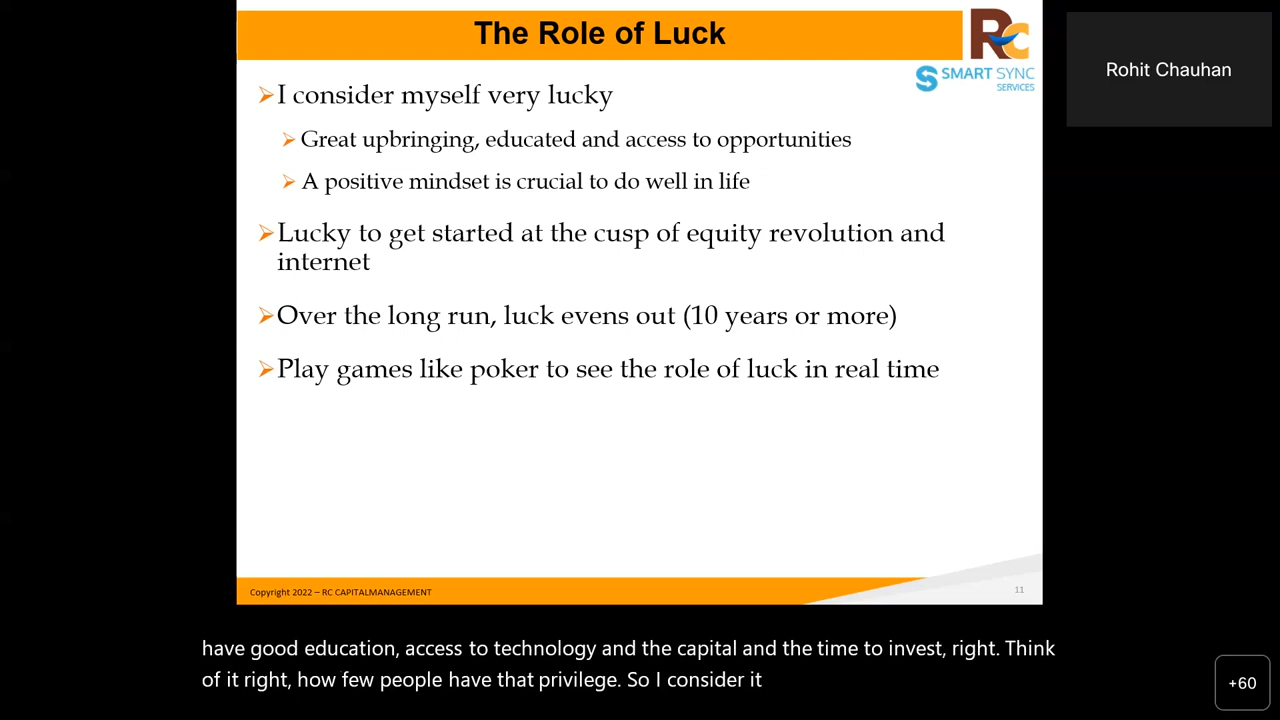 The Role of Luck
RC
SMART SYNC
SERVICES
Rohit Chauhan
I consider myself very lucky
Great upbringing, educated and access to opportunities
A positive mindset is crucial to do well in life
Lucky to get started at the cusp of equity revolution and
internet
Over the long run, luck evens out (10 years or more)
Play games like poker to see the role of luck in real time
Copyright 2022 – RC CAPITALMANAGEMENT
11
have good education, access to technology and the capital and the time to invest, right. Think
of it right, how few people have that privilege. So I consider it
+60